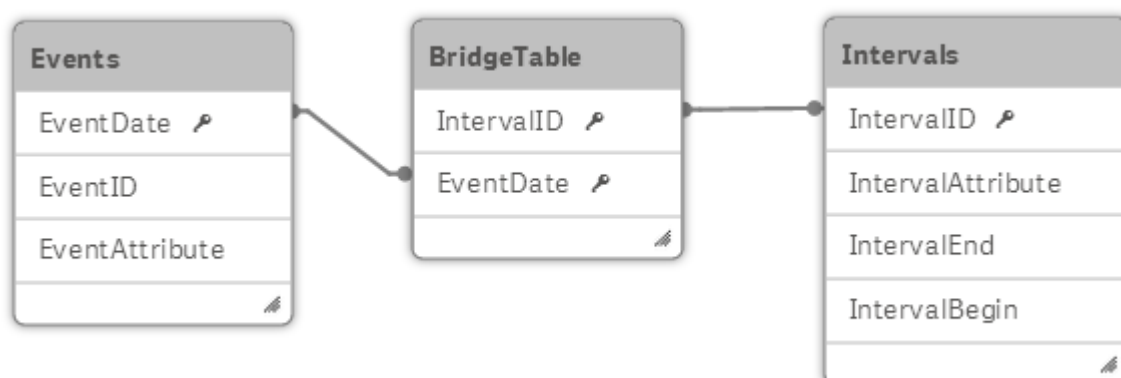 Events
EventDate
EventID
EventAttribute
BridgeTable
IntervalID
EventDate
Intervals
IntervalID
IntervalAttribute
IntervalEnd
IntervalBegin